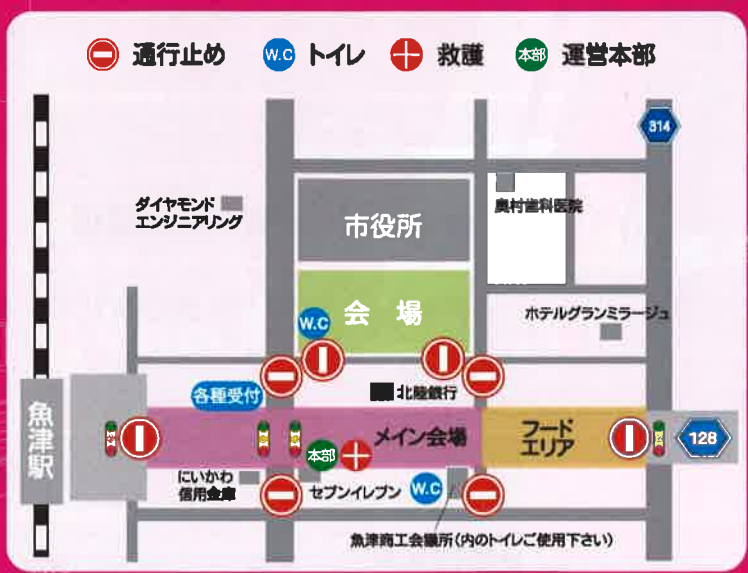 通行止め
W.C トイレ
救護
本部 運営本部
314
ダイヤモンド
エンジニアリング
市役所
奥村歯科医院
会場
W.C
ホテルグランミラージュ
各種受付
北陸銀行
魚津駅
メイン会場
フード
エリア
128
本部
にいかわ
信用金庫
セブンイレブン
W.C
魚津商工会議所(内のトイレご使用下さい)